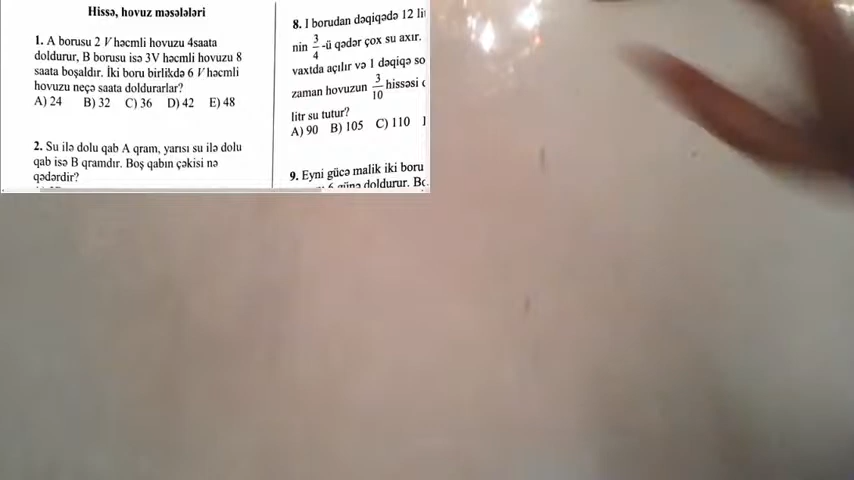 Hissə, hovuz məsələləri
1. A borusu 2 V həcmli hovuzu 4saata
doldurur, B borusu isə 3V həcmli hovuzu 8
saata boşaldır. İki boru birlikdə 6 V həcmli
hovuzu neçə saata doldurarlar?
A) 24 B) 32 C) 36 D) 42 E) 48
2. Su ilə dolu qab A qram, yarısı su ilə dolu
qab isə B qramdır. Boş qabın çəkisi nə
qədərdir?
8. I borudan dəqiqədə 12
nin 3/4 -ü qədər çox su axır.
vaxtda açılır və 1 dəqiqə so
zaman hovuzun 3/10 hissəsi
litr su tutur?
A) 90 B) 105 C) 110
9. Eyni gücə malik iki boru
6 günə doldurur.